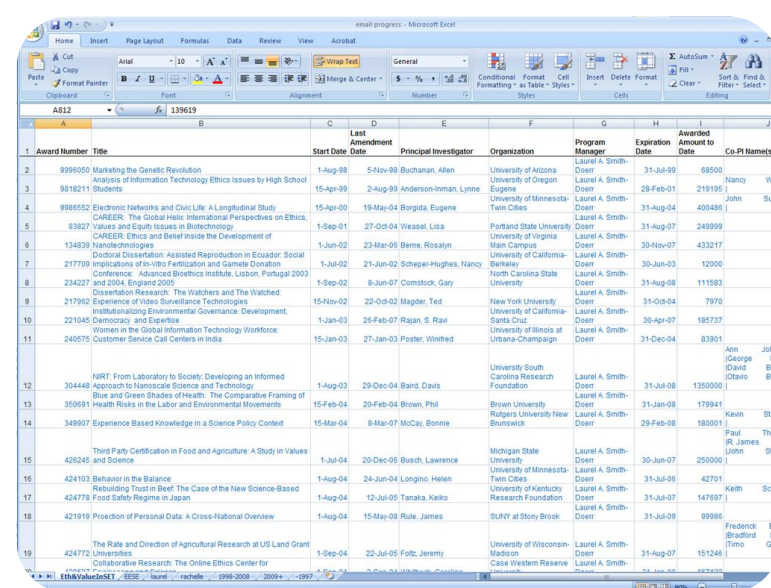 email progress - Microsoft Excel
Home Insert Page Layout Formulas Data Review View Acrobat
Cut
Copy
Format Painter
Paste
Clipboard
Arial 10
Font
Wrap Text
Merge & Center
Alignment
General
Number
Conditional Formatting Format as Table Cell Styles
Styles
Insert Delete Format
Cells
AutoSum
Fill
Clear
Sort & Filter Find & Select
Editing
A812 139619
A B C D E F G H I J
1 Award Number Title Start Date Last Amendment Date Principal Investigator Organization Program Manager Expiration Date Awarded Amount to Date Co-PI Name(s
2 9996050 Marketing the Genetic Revolution 1-Aug-98 5-Nov-98 Buchanan, Allen University of Arizona Laurel A. Smith-Doerr 31-Jul-99 68500
3 9818211 Analysis of Information Technology Ethics Issues by High School Students 15-Apr-99 2-Aug-99 Anderson-Inman, Lynne University of Oregon Eugene Laurel A. Smith-Doerr 28-Feb-01 219195 Nancy W |
4 9986552 Electronic Networks and Civic Life: A Longitudinal Study 15-Apr-00 19-May-04 Borgida, Eugene University of Minnesota-Twin Cities Laurel A. Smith-Doerr 31-Aug-04 400486 John Su |
5 93827 CAREER: The Global Helix: International Perspectives on Ethics, Values and Equity Issues in Biotechnology 1-Sep-01 27-Oct-04 Weasel, Lisa Portland State University Laurel A. Smith-Doerr 31-Aug-07 249999
6 134839 CAREER: Ethics and Belief Inside the Development of Nanotechnologies 1-Jun-02 23-Mar-06 Berne, Rosalyn University of Virginia Main Campus Laurel A. Smith-Doerr 30-Nov-07 433217
7 217709 Doctoral Dissertation: Assisted Reproduction in Ecuador: Social Implications of In-Vitro Fertilization and Gamete Donation 1-Jul-02 21-Jun-02 Scheper-Hughes, Nancy University of California-Berkeley Laurel A. Smith-Doerr 30-Jun-03 12000
8 234227 Conference: Advanced Bioethics Institute, Lisbon, Portugal 2003 and 2004, England 2005 1-Sep-02 8-Jun-07 Comstock, Gary North Carolina State University Laurel A. Smith-Doerr 31-Aug-08 111583
9 217962 Dissertation Research: The Watchers and The Watched: Experience of Video Surveillance Technologies 15-Nov-02 22-Oct-02 Magder, Ted New York University Laurel A. Smith-Doerr 31-Oct-04 7970
10 221045 Institutionalizing Environmental Governance: Development, Democracy and Expertise 1-Jan-03 26-Feb-07 Rajan, S. Ravi University of California-Santa Cruz Laurel A. Smith-Doerr 30-Apr-07 185737
11 240575 Women in the Global Information Technology Workforce: Customer Service Call Centers in India 15-Jan-03 27-Jan-03 Poster, Winifred University of Illinois at Urbana-Champaign Laurel A. Smith-Doerr 31-Dec-04 83901
12 304448 NIRT: From Laboratory to Society: Developing an Informed Approach to Nanoscale Science and Technology 1-Aug-03 29-Dec-04 Baird, Davis University South Carolina Research Foundation Laurel A. Smith-Doerr 31-Jul-08 1350000 Ann Jo |George |David B |Otavio B |
13 350691 Blue and Green Shades of Health: The Comparative Framing of Health Risks in the Labor and Environmental Movements 15-Feb-04 20-Feb-04 Brown, Phil Brown University Laurel A. Smith-Doerr 31-Jan-08 179941
14 349907 Experience Based Knowledge in a Science Policy Context 15-Mar-04 8-Mar-07 McCay, Bonnie Rutgers University New Brunswick Laurel A. Smith-Doerr 29-Feb-08 180001 Kevin St |
15 426245 Third Party Certification in Food and Agriculture: A Study in Values and Science 1-Jul-04 20-Dec-06 Busch, Lawrence Michigan State University Laurel A. Smith-Doerr 30-Jun-07 250000 Paul Th |R. James |John St |
16 424103 Behavior in the Balance 1-Aug-04 24-Jun-04 Longino, Helen University of Minnesota-Twin Cities Laurel A. Smith-Doerr 31-Jul-06 42701
17 424778 Rebuilding Trust in Beef: The Case of the New Science-Based Food Safety Regime in Japan 1-Aug-04 12-Jul-05 Tanaka, Keiko University of Kentucky Research Foundation Laurel A. Smith-Doerr 31-Jul-07 147697 Keith Sc |
18 421919 Proection of Personal Data: A Cross-National Overview 1-Aug-04 15-May-08 Rule, James SUNY at Stony Brook Laurel A. Smith-Doerr 31-Jul-09 99986
19 424772 The Rate and Direction of Agricultural Research at US Land Grant Universities 1-Sep-04 22-Jul-05 Foltz, Jeremy University of Wisconsin-Madison Laurel A. Smith-Doerr 31-Aug-07 151246 Frederick |Bradford |Timo G |
Collaborative Research: The Online Ethics Center for Case Western Reserve Laurel A. Smith-
Eth&ValueInSET EESE laurel rachelle 1999-2008 2009+ -1997